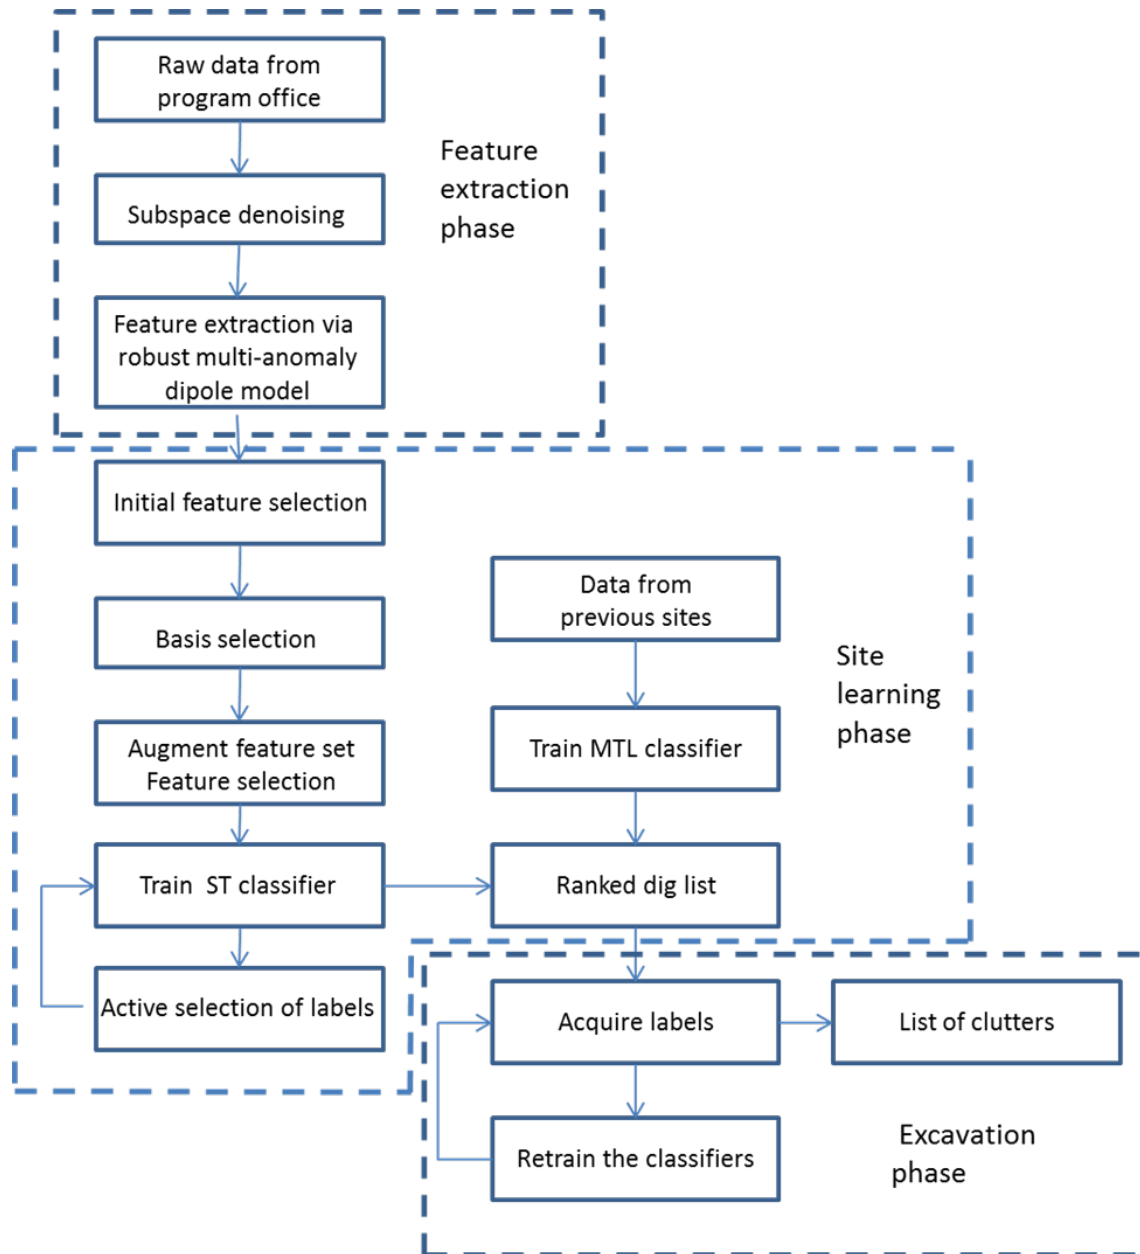 Raw data from
program office
Feature
extraction
phase
Subspace denoising
Feature extraction via
robust multi-anomaly
dipole model
Initial feature selection
Basis selection
Augment feature set
Feature selection
Train ST classifier
Active selection of labels
Data from
previous sites
Train MTL classifier
Ranked dig list
Site
learning
phase
Acquire labels
List of clutters
Retrain the classifiers
Excavation
phase